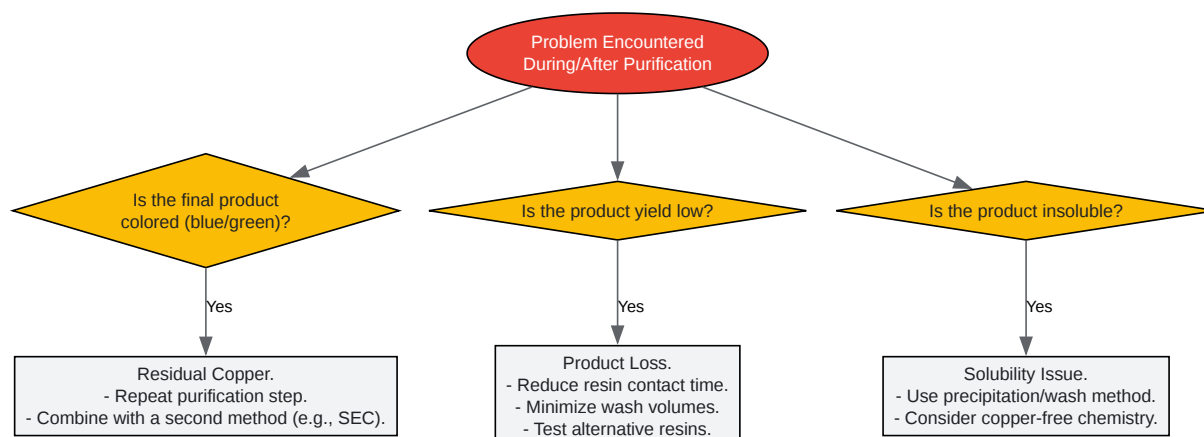 Problem Encountered
During/After Purification
Is the final product
colored (blue/green)?
Is the product yield low?
Is the product insoluble?
Yes
Yes
Yes
Residual Copper.
- Repeat purification step.
- Combine with a second method (e.g., SEC).
Product Loss.
- Reduce resin contact time.
- Minimize wash volumes.
- Test alternative resins.
Solubility Issue.
- Use precipitation/wash method.
- Consider copper-free chemistry.